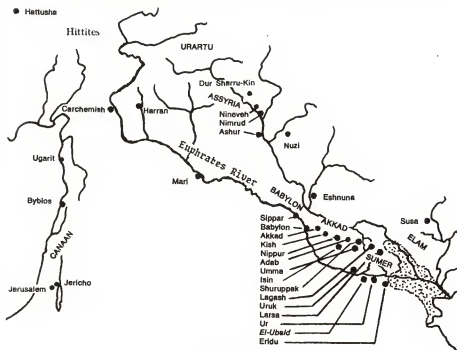 Hattusha
Hittites
URARTU
Dur Sharru-Kin
ASSYRIA
Nineveh
Nimrud
Ashur
Carchemish
Harran
Nuzi
Euphrates River
Ugarit
Mari
BABYLON
Eshnuna
Byblos
Susa
Sippar
AKKAD
Babylon
Akkad
ELAM
Kish
Nippur
CANAAN
Adab
SUMER
Umma
Isin
Shuruppak
Jericho
Jerusalem
Lagash
Uruk
Larsa
Ur
El-Ubaid
Eridu